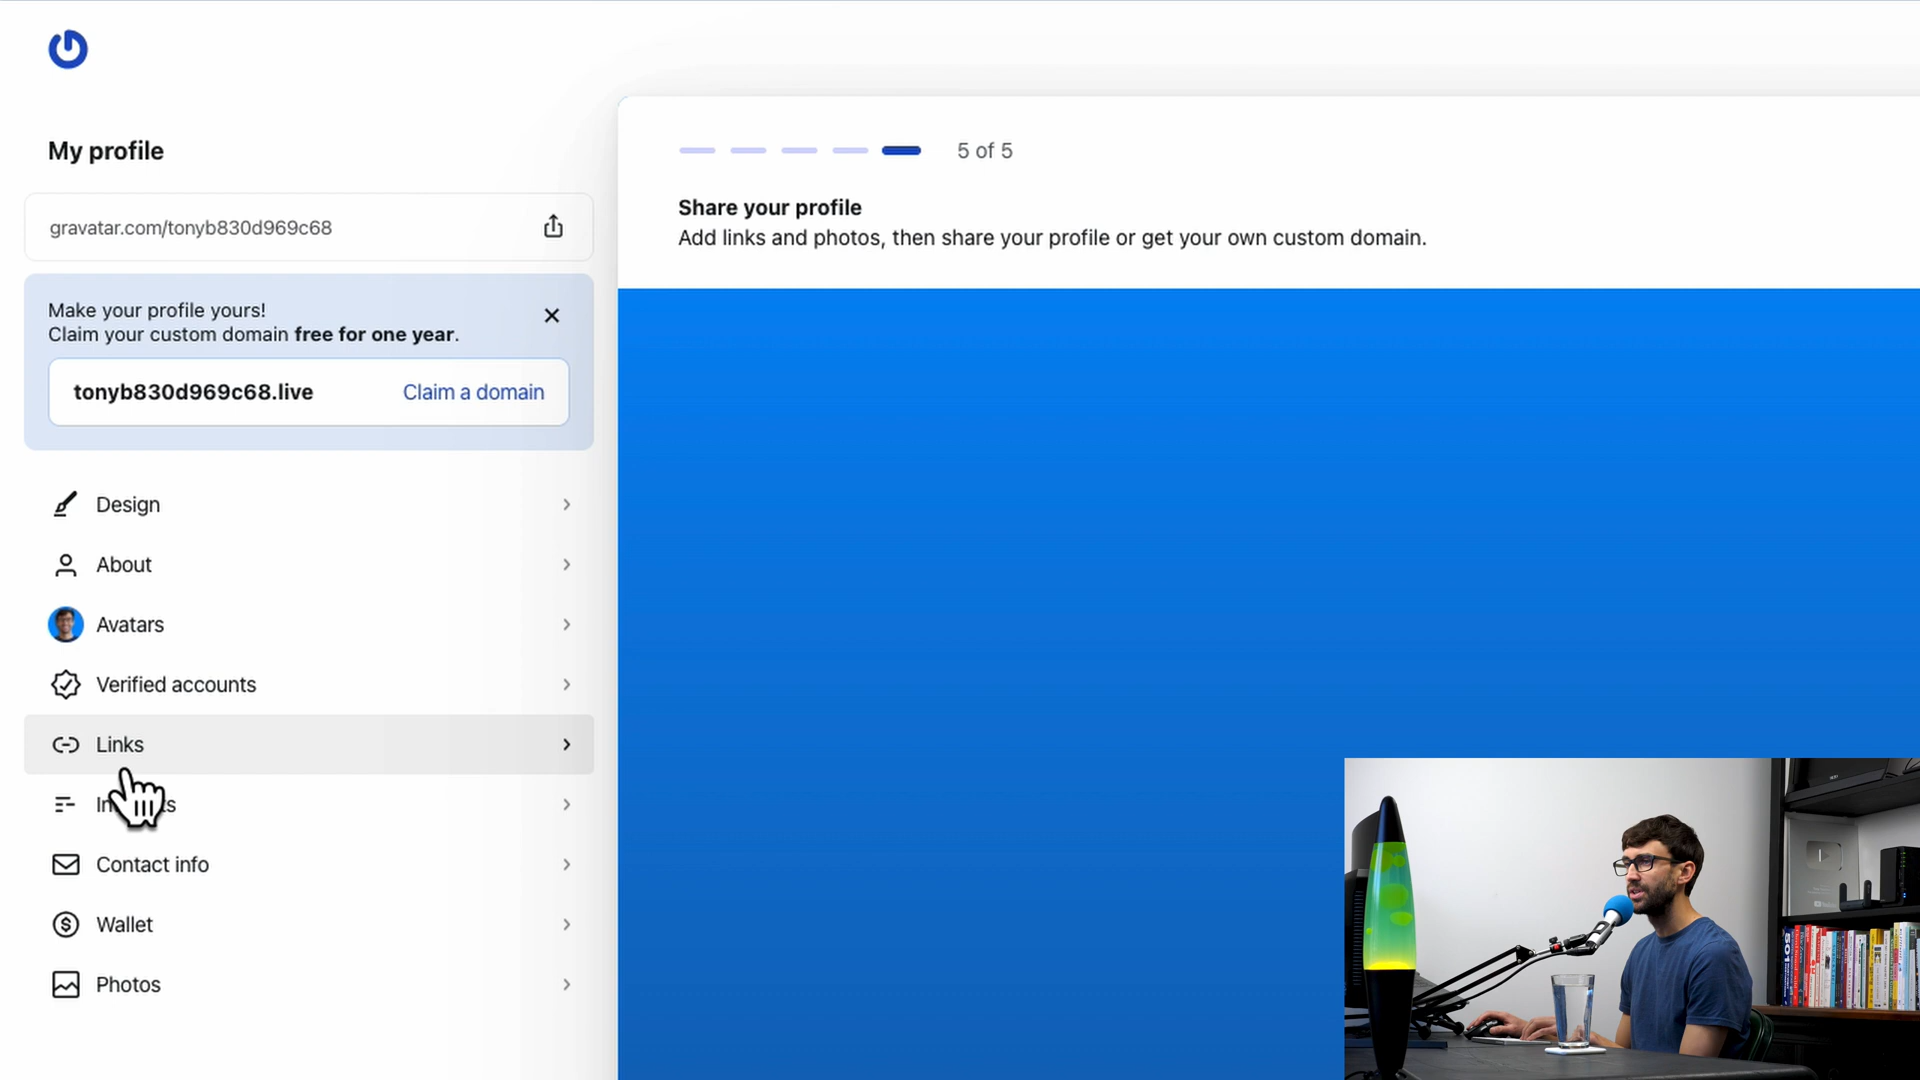 My profile
gravatar.com/tonyb830d969c68
Make your profile yours!
Claim your custom domain free for one year.
tonyb830d969c68.live
Claim a domain
Design
About
Avatars
Verified accounts
Links
Contact info
Wallet
Photos
5 of 5
Share your profile
Add links and photos, then share your profile or get your own custom domain.